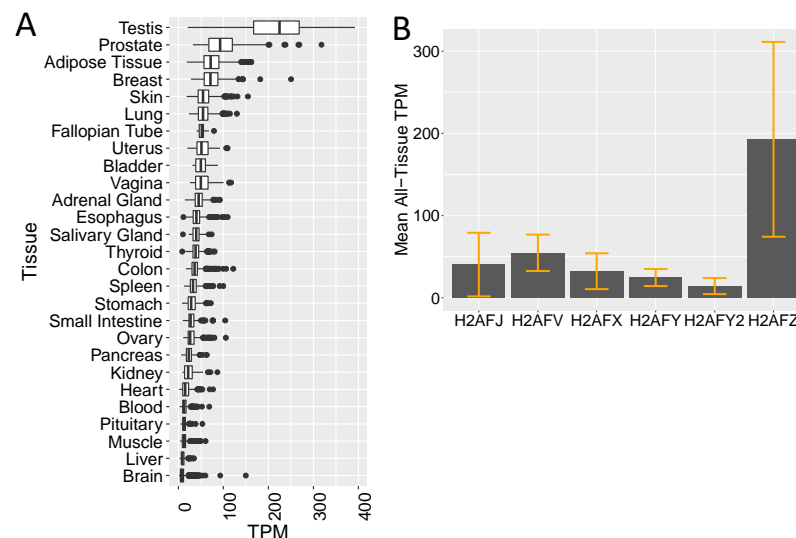 A
Tissue
Testis
Prostate
Adipose Tissue
Breast
Skin
Lung
Fallopian Tube
Uterus
Bladder
Vagina
Adrenal Gland
Esophagus
Salivary Gland
Thyroid
Colon
Spleen
Stomach
Small Intestine
Ovary
Pancreas
Kidney
Heart
Blood
Pituitary
Muscle
Liver
Brain
0 100 200 300 400
TPM
B
Mean All-Tissue TPM
300
200
100
0
H2AFJ H2AFV H2AFX H2AFY H2AFY2 H2AFZ